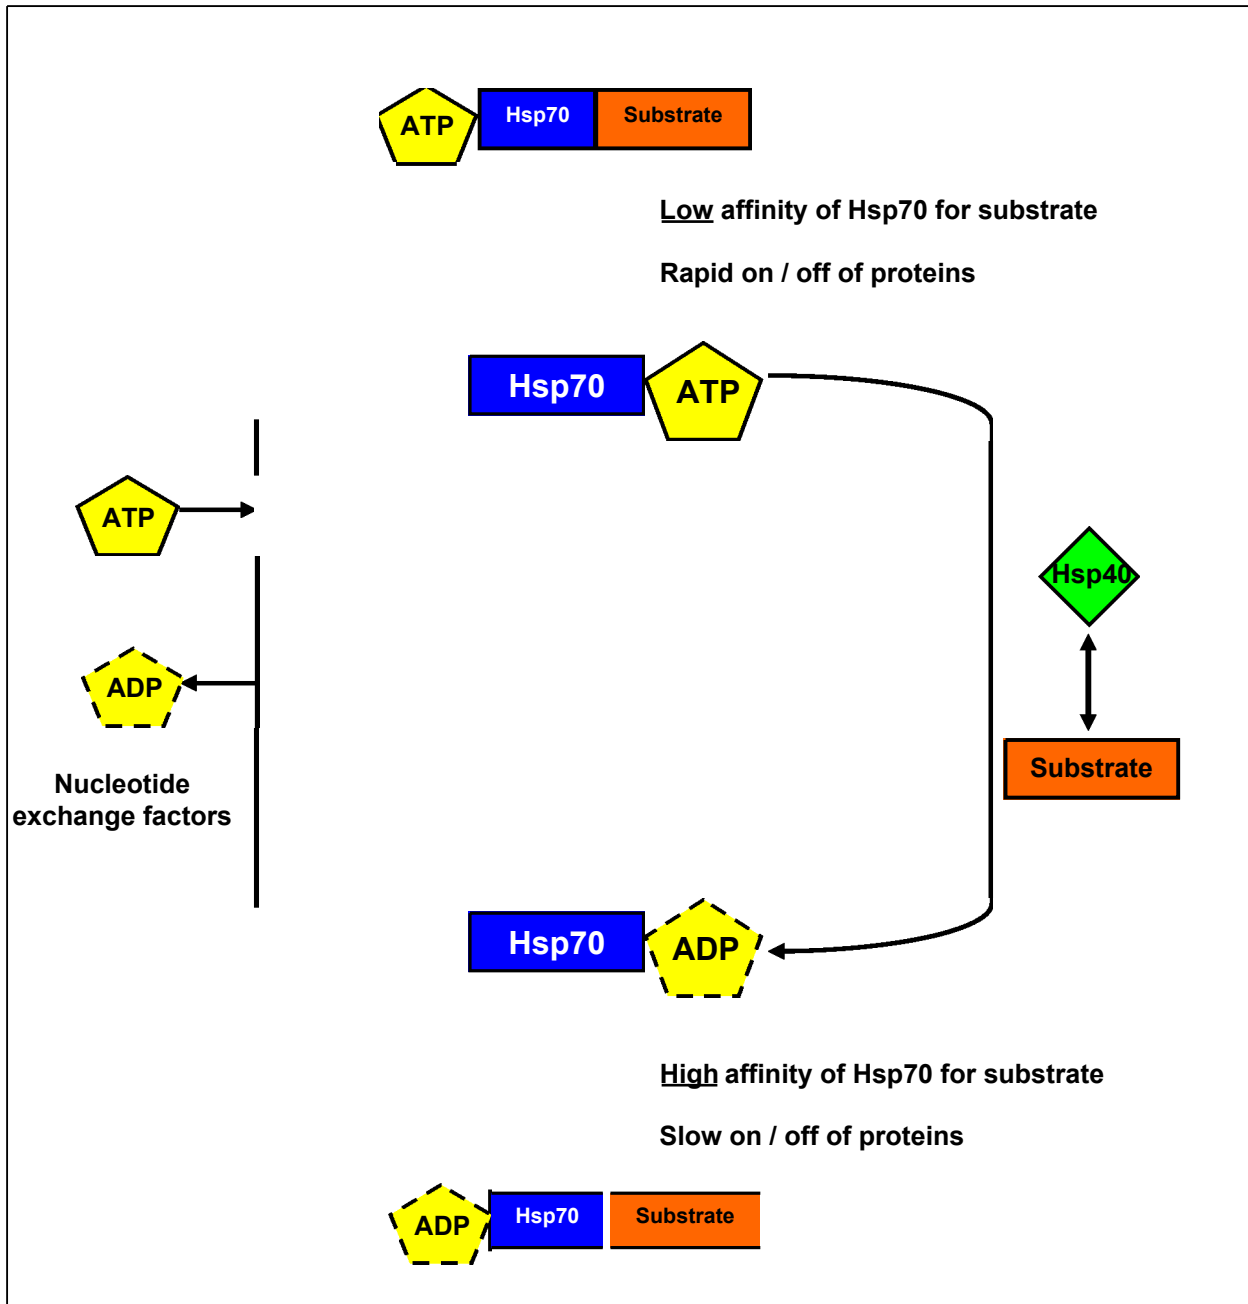 ATP Hsp70 Substrate
Low affinity of Hsp70 for substrate
Rapid on / off of proteins
Hsp70 ATP
ATP
Hsp40
ADP
Substrate
Nucleotide
exchange factors
Hsp70 ADP
High affinity of Hsp70 for substrate
Slow on / off of proteins
ADP Hsp70 Substrate